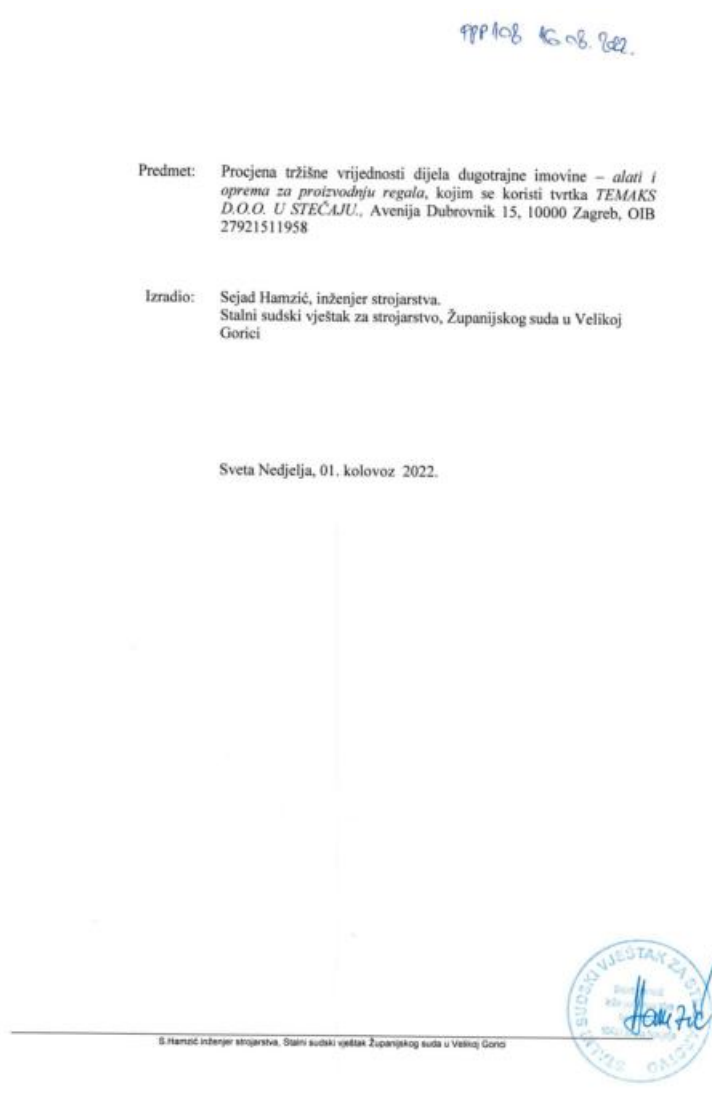 PPP108 16.08.2022.
Predmet: Procjena tržišne vrijednosti dijela dugotrajne imovine – alati i
oprema za proizvodnju regala, kojim se koristi tvrtka TEMAKS
D.O.O. U STEČAJU., Avenija Dubrovnik 15, 10000 Zagreb, OIB
27921511958
Izradio: Sejad Hamzić, inženjer strojarstva.
Stalni sudski vještak za strojarstvo, Županijskog suda u Velikoj
Gorici
Sveta Nedjelja, 01. kolovoz 2022.
STALNI SUDSKI VJEŠTAK ZA STROJARSTVO
Hamzić
S.Hamzić inženjer strojarstva, Stalni sudski vještak Županijskog suda u Velikoj Gorici